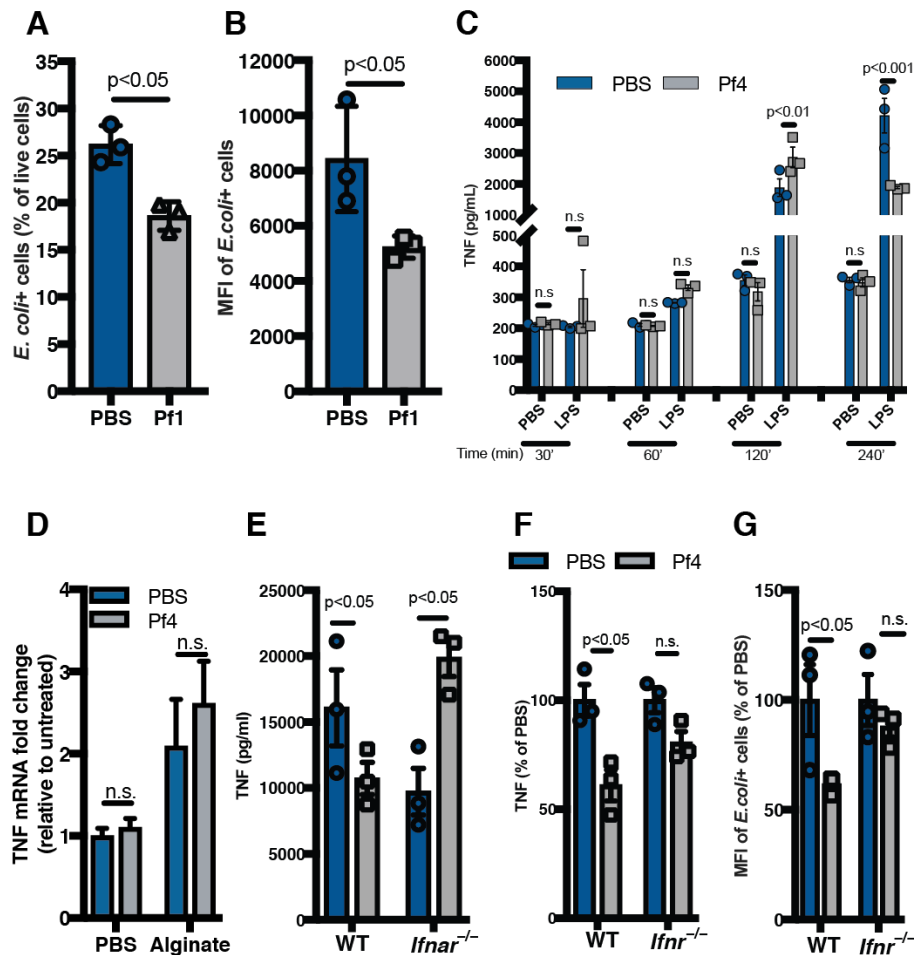 A
E. coli+ cells (% of live cells)
35
30
25
20
15
10
5
0
p<0.05
PBS
Pf1
B
MFI of E.coli+ cells
12000
10000
8000
6000
4000
2000
0
p<0.05
PBS
Pf1
C
PBS
Pf4
TNF (pg/mL)
6000
5000
4000
3000
2000
1000
500
400
300
200
100
0
n.s
n.s
n.s
n.s
n.s
p<0.01
n.s
p<0.001
PBS
LPS
PBS
LPS
PBS
LPS
PBS
LPS
Time (min)
30'
60'
120'
240'
D
TNF mRNA fold change
(relative to untreated)
4
3
2
1
0
PBS
Pf4
n.s.
n.s.
PBS
Alginate
E
TNF (pg/ml)
25000
20000
15000
10000
5000
0
p<0.05
p<0.05
WT
Ifnar−/−
F
PBS
Pf4
TNF (% of PBS)
150
100
50
0
p<0.05
n.s.
WT
Ifnr−/−
G
MFI of E.coli+ cells (% of PBS)
150
100
50
0
p<0.05
n.s.
WT
Ifnr−/−